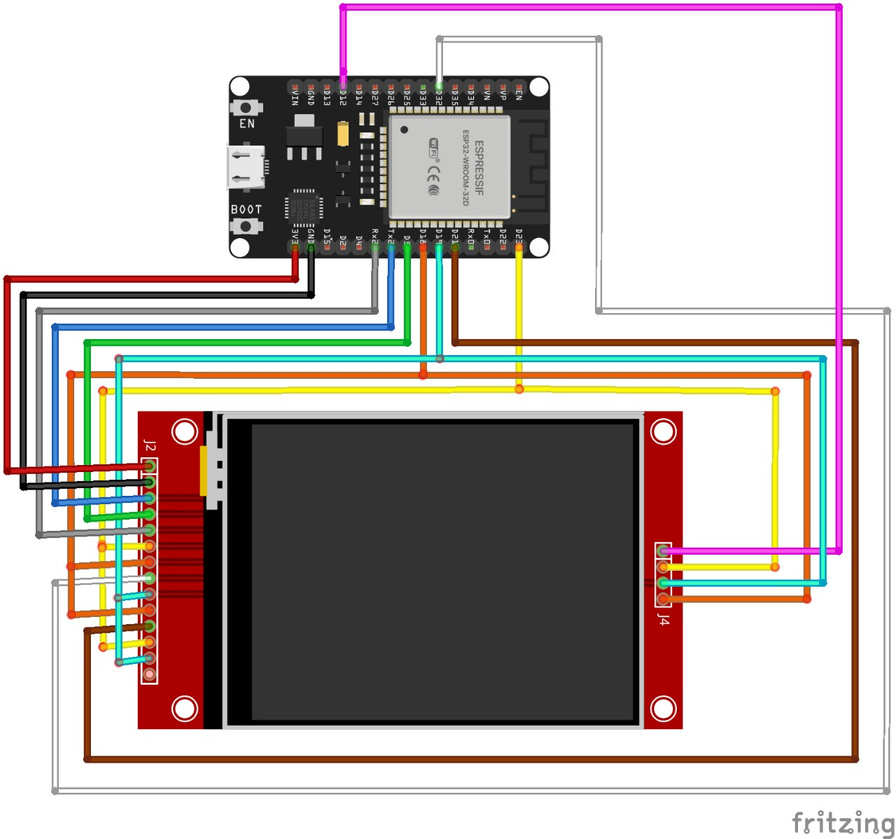 VIN GND D13 D12 D14 D27 D26 D25 D33 D32 D35 D34 VN VP EN
EN
ESPRESSIF
ESP32-WROOM-32D
WiFi
CE
BOOT
3V3 GND D15 D2 D4 Rx2 Tx2 D5 D18 D19 D21 Rx0 Tx0 D22 D23
J2
J4
fritzing